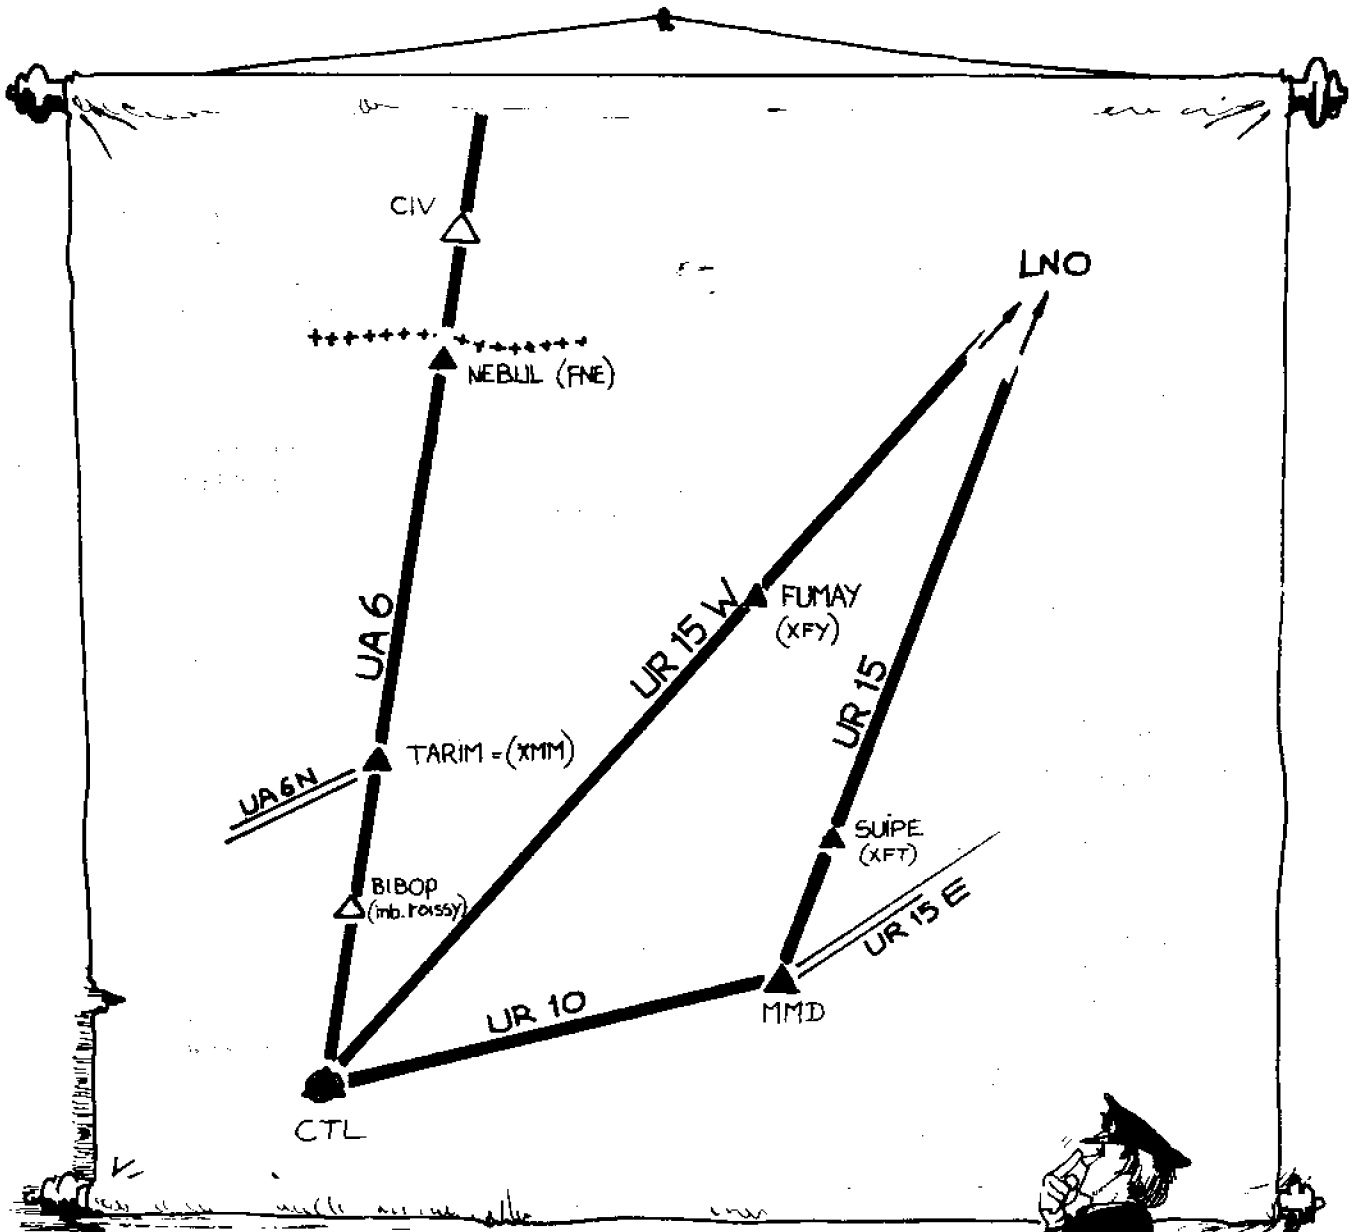 CIV
LNO
NEBUL (FNE)
UA 6
UR 15 W
FUMAY
(XFY)
UR 15
TARIM = (XMM)
UA 6 N
SUIPE
(XFT)
BIBOP
(mb. roissy)
UR 15 E
UR 10
MMD
CTL